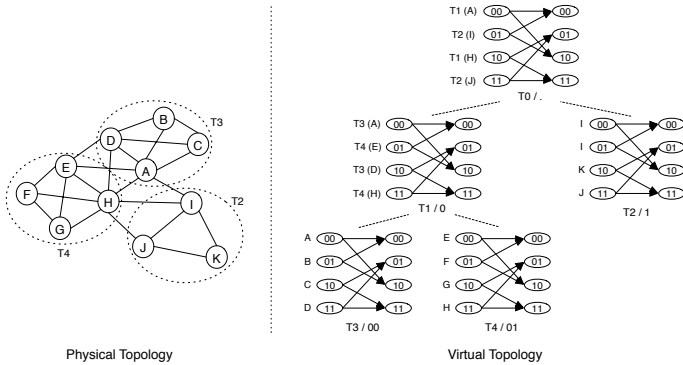 T1 (A) 00 00
T2 (I) 01 01
T1 (H) 10 10
T2 (J) 11 11
T0 / .
T3 (A) 00 00
T4 (E) 01 01
T3 (D) 10 10
T4 (H) 11 11
T1 / 0
I 00 00
I 01 01
K 10 10
J 11 11
T2 / 1
A 00 00
B 01 01
C 10 10
D 11 11
T3 / 00
E 00 00
F 01 01
G 10 10
H 11 11
T4 / 01
B
T3
D
C
E
A
F
H
T2
I
G
T4
J
K
Physical Topology
Virtual Topology